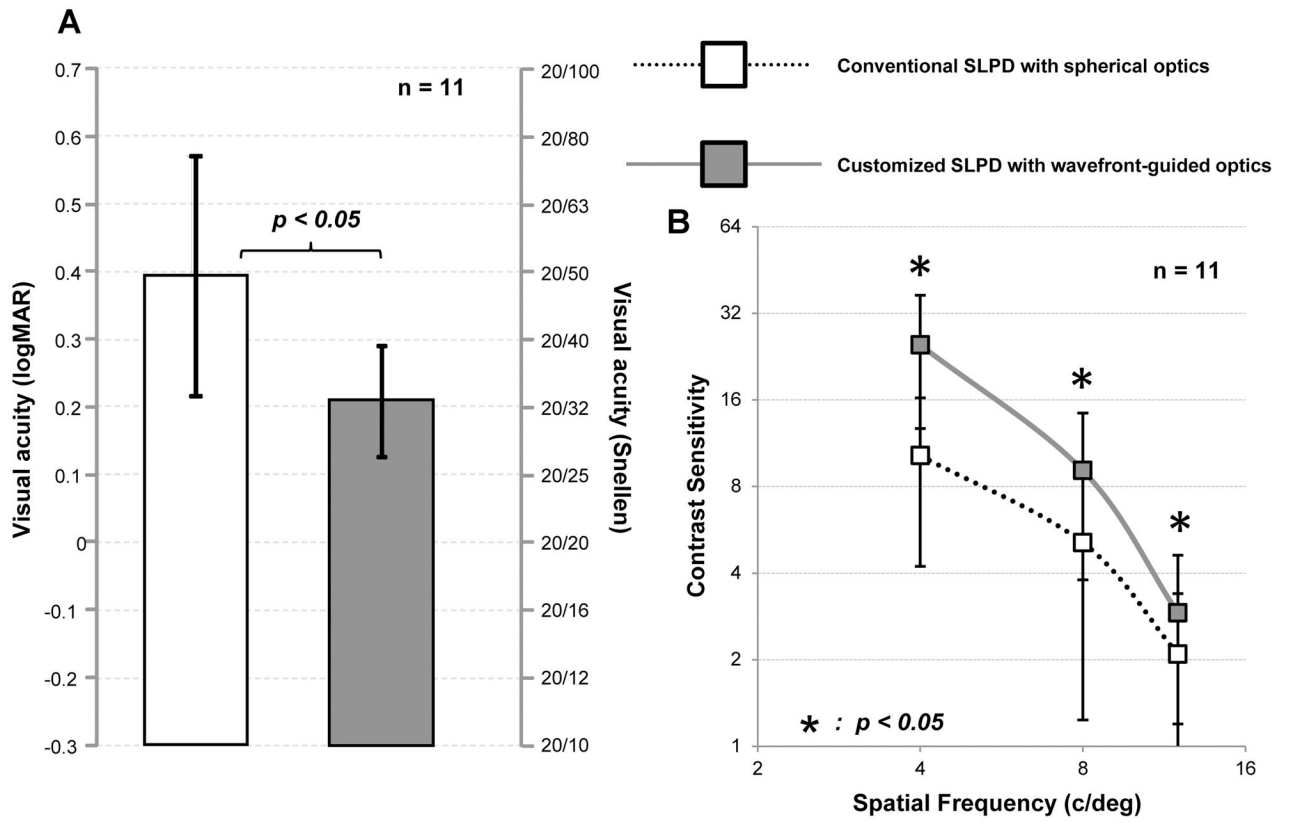 A
0.7
0.6
0.5
0.4
0.3
0.2
0.1
0
-0.1
-0.2
-0.3
Visual acuity (logMAR)
n = 11
p < 0.05
20/100
20/80
20/63
20/50
20/40
20/32
20/25
20/20
20/16
20/12
20/10
Visual acuity (Snellen)
Conventional SLPD with spherical optics
Customized SLPD with wavefront-guided optics
B
64
32
16
8
4
2
1
Contrast Sensitivity
n = 11
*
*
*
* : p < 0.05
2 4 8 16
Spatial Frequency (c/deg)